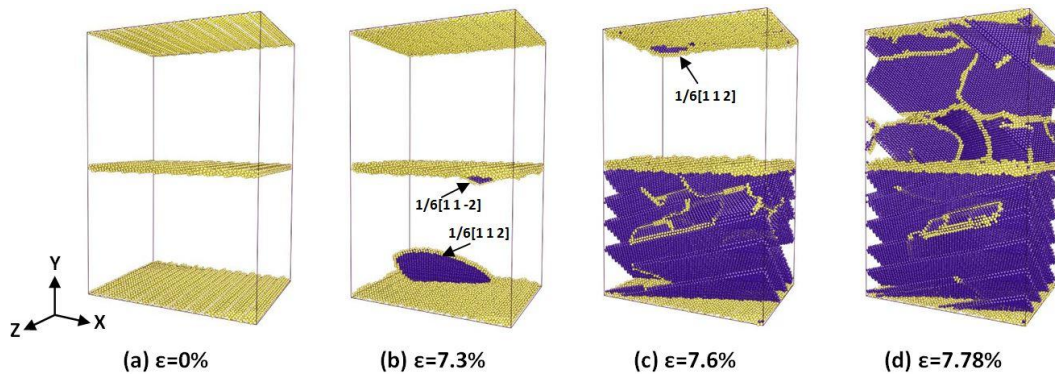 1/6[1 1 2]
1/6[1 1 -2]
1/6[1 1 2]
Y
Z
X
(a) ε=0%
(b) ε=7.3%
(c) ε=7.6%
(d) ε=7.78%